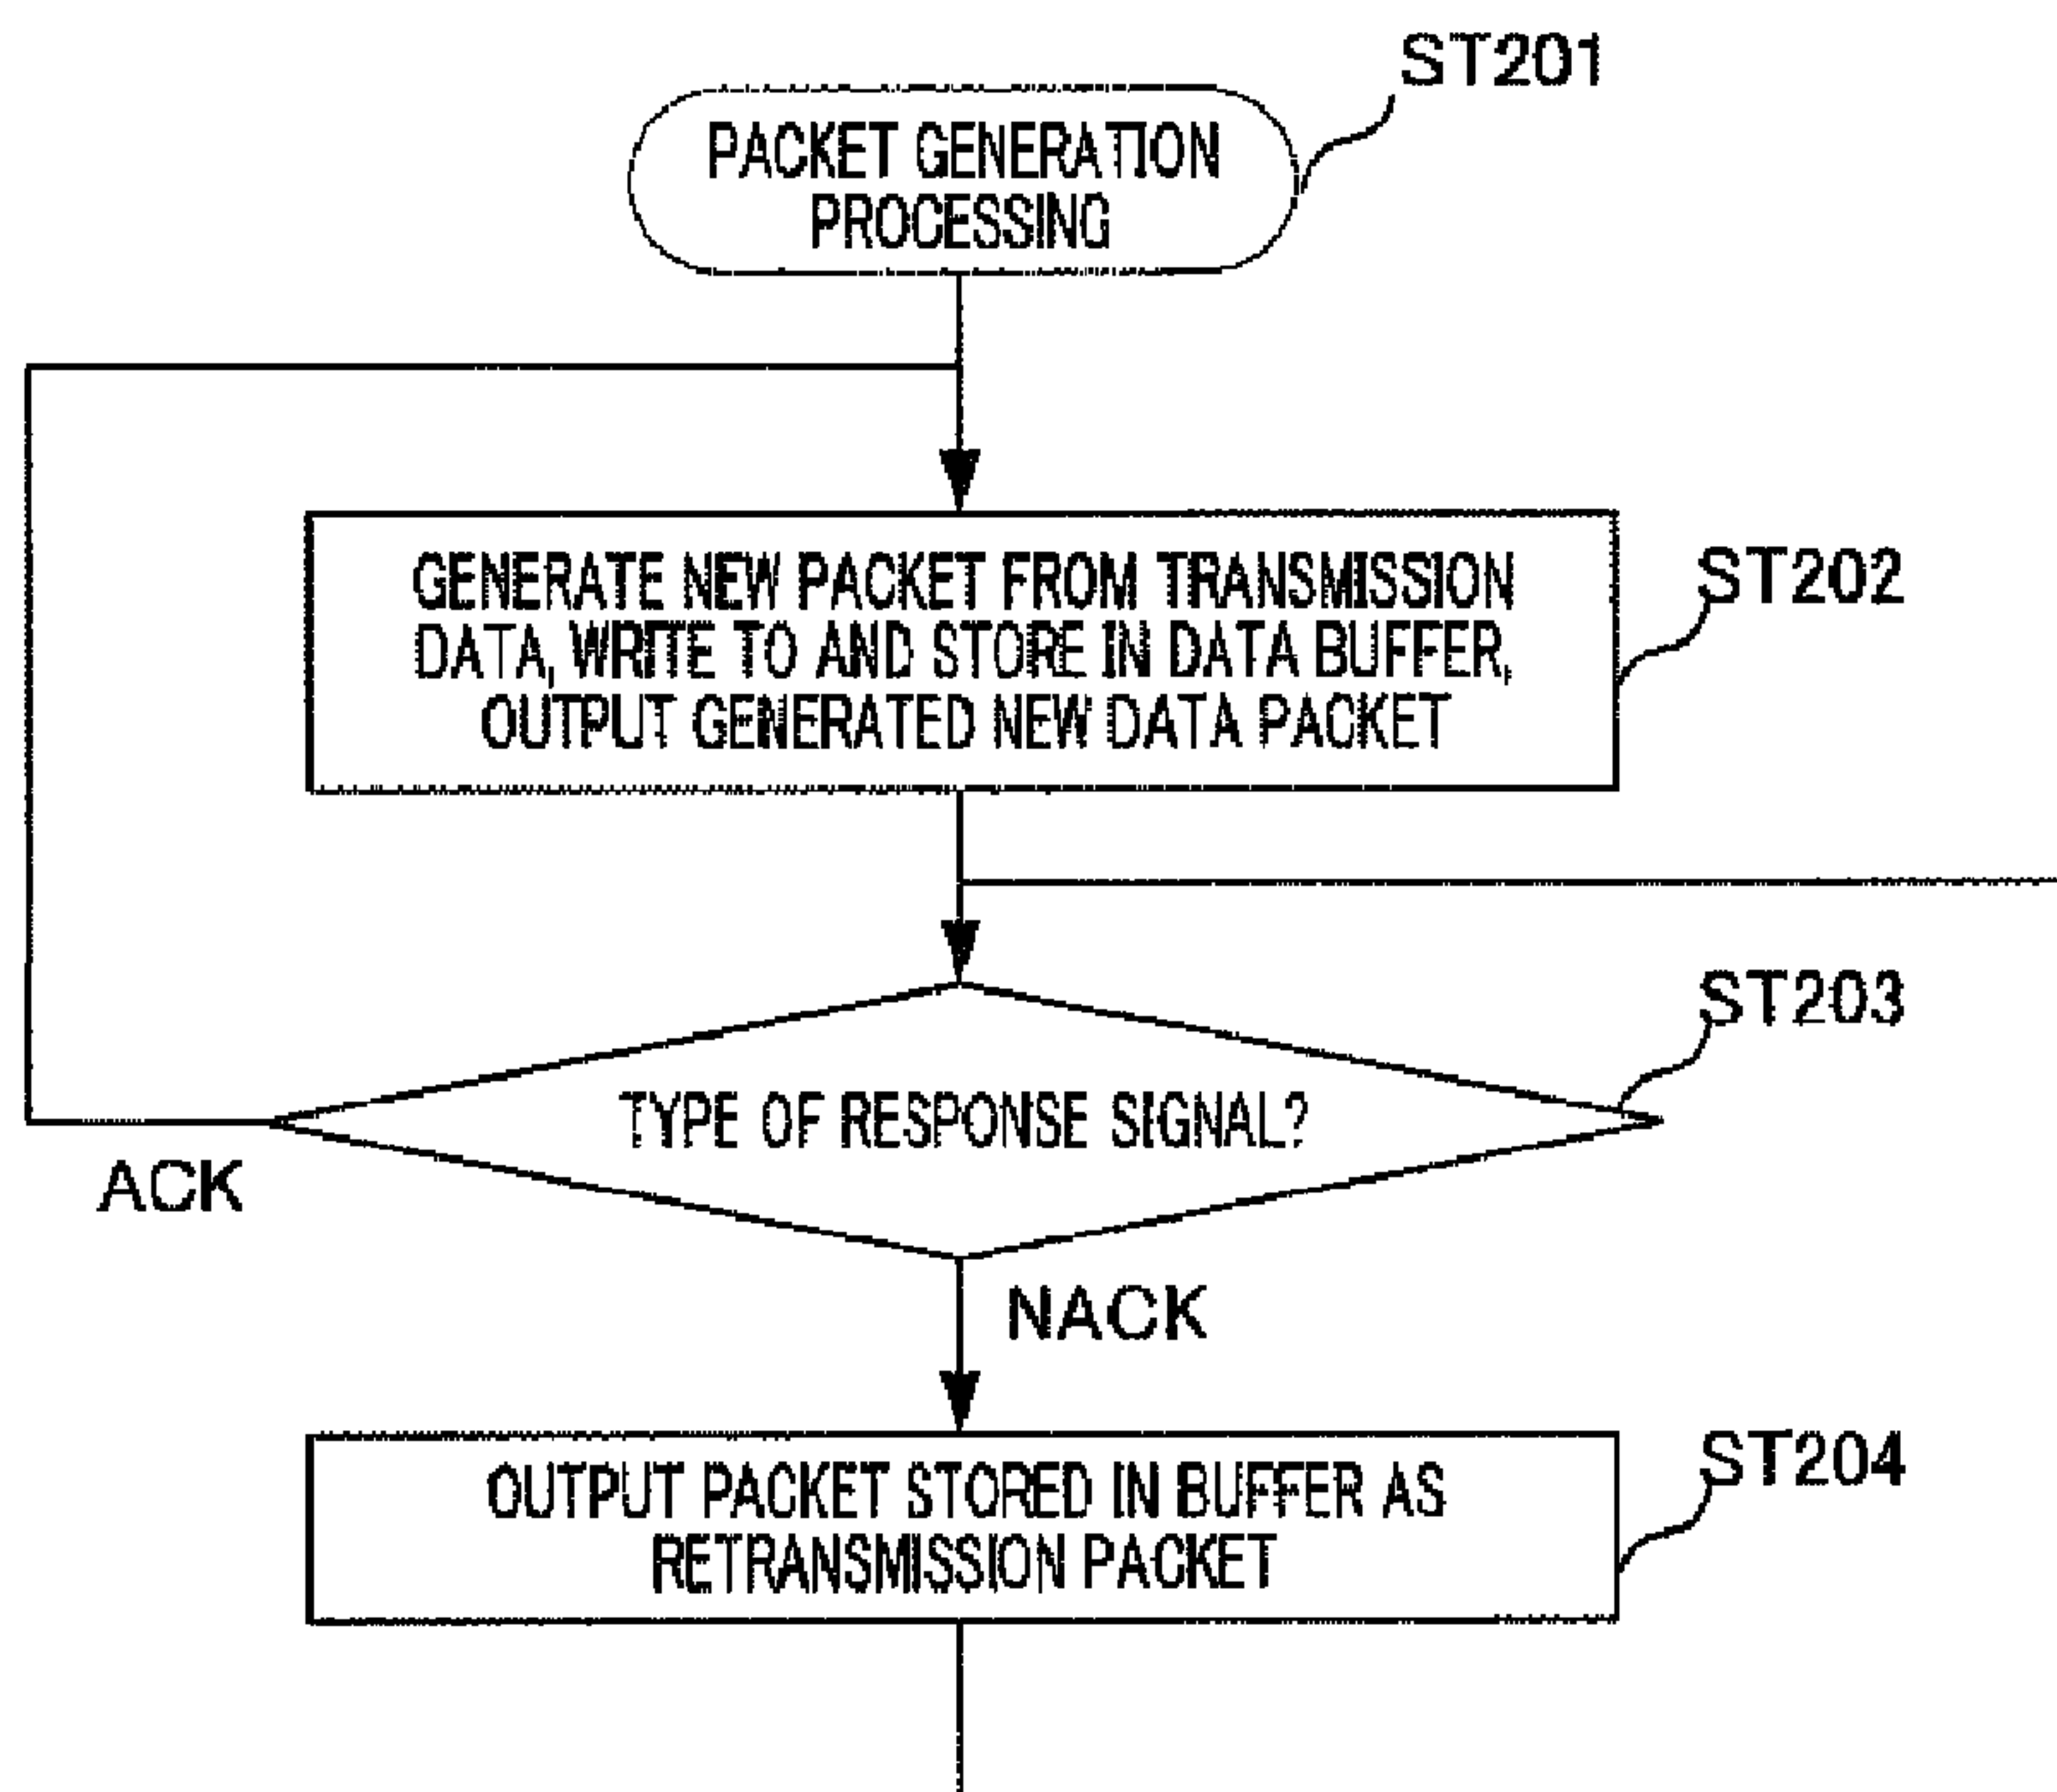 ST201
PACKET GENERATION
PROCESSING
GENERATE NEW PACKET FROM TRANSMISSION
DATA, WRITE TO AND STORE IN DATA BUFFER,
OUTPUT GENERATED NEW DATA PACKET
ST202
ST203
TYPE OF RESPONSE SIGNAL?
ACK
NACK
OUTPUT PACKET STORED IN BUFFER AS
RETRANSMISSION PACKET
ST204